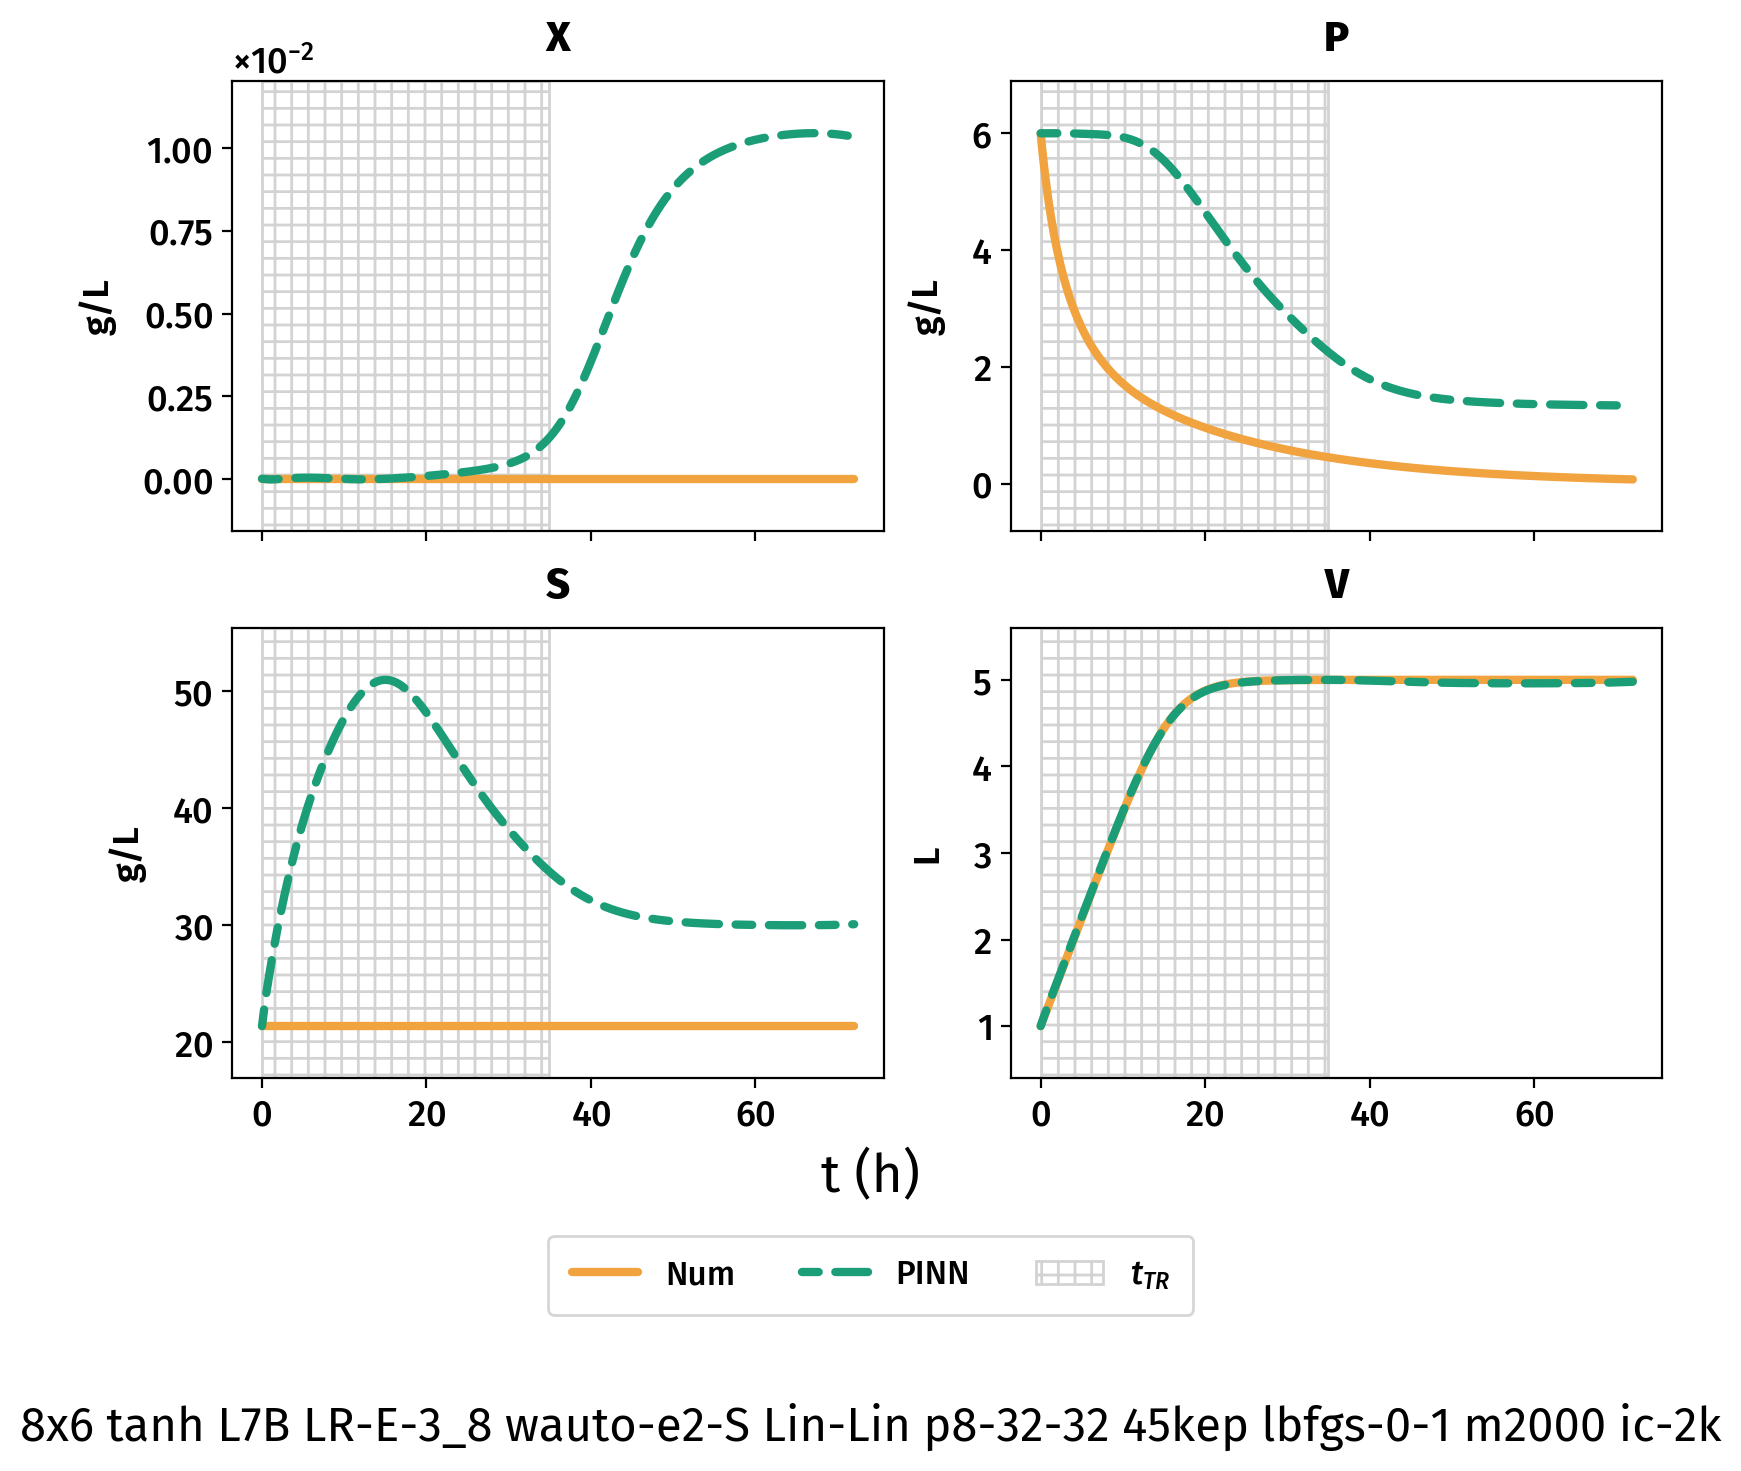 X
×10⁻²
g/L
1.00
0.75
0.50
0.25
0.00
P
g/L
6
4
2
0
S
g/L
50
40
30
20
0 20 40 60
V
L
5
4
3
2
1
0 20 40 60
t (h)
Num PINN t_TR
8x6 tanh L7B LR-E-3_8 wauto-e2-S Lin-Lin p8-32-32 45kep lbfgs-0-1 m2000 ic-2k